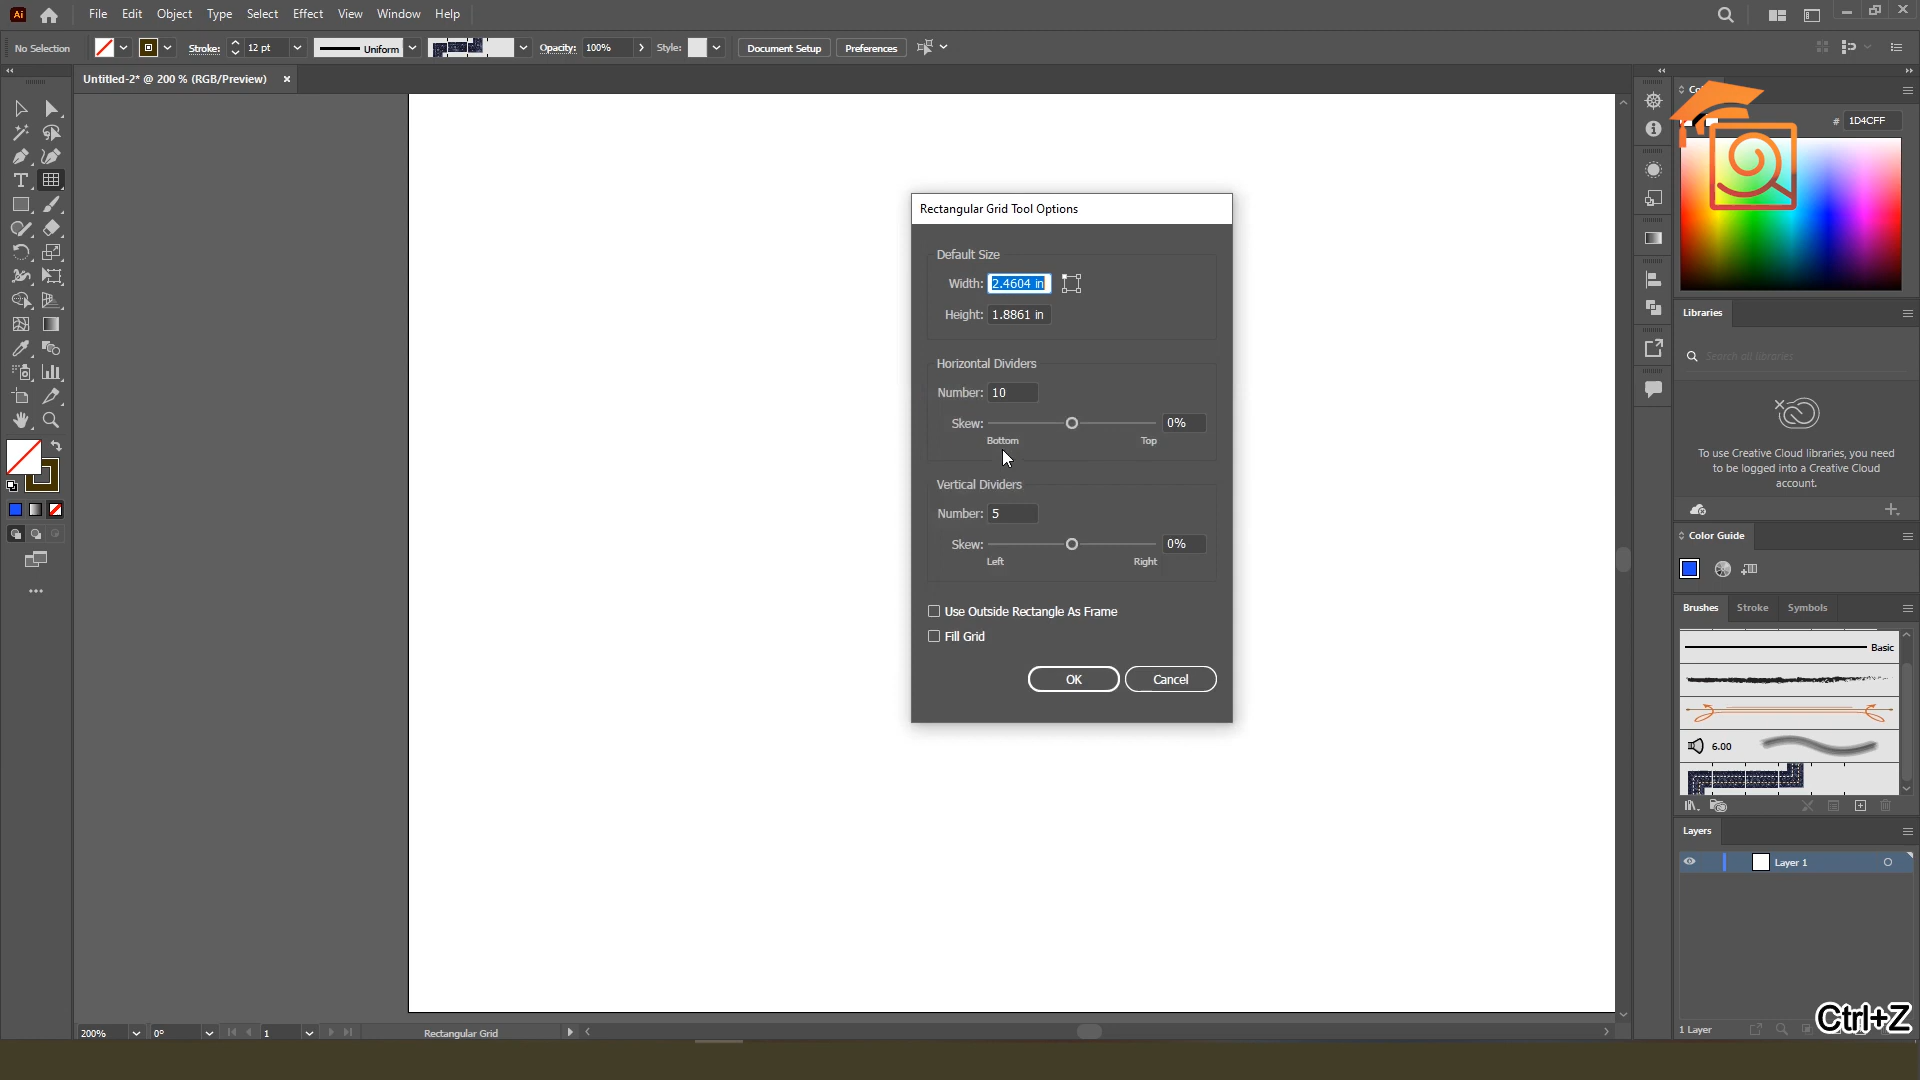 Ai File Edit Object Type Select Effect View Window Help
No Selection Stroke: 12 pt Uniform Opacity: 100% Style: Document Setup Preferences
Untitled-2* @ 200 % (RGB/Preview)
# 1D4CFF
Rectangular Grid Tool Options
Default Size
Width: 2.4604 in
Height: 1.8861 in
Horizontal Dividers
Number: 10
Skew: 0%
Bottom Top
Vertical Dividers
Number: 5
Skew: 0%
Left Right
Use Outside Rectangle As Frame
Fill Grid
OK Cancel
Libraries
Search all libraries
To use Creative Cloud libraries, you need
to be logged into a Creative Cloud
account.
Color Guide
Brushes Stroke Symbols
Basic
6.00
Layers
Layer 1
1 Layer
Ctrl+Z
200% 0° 1 Rectangular Grid